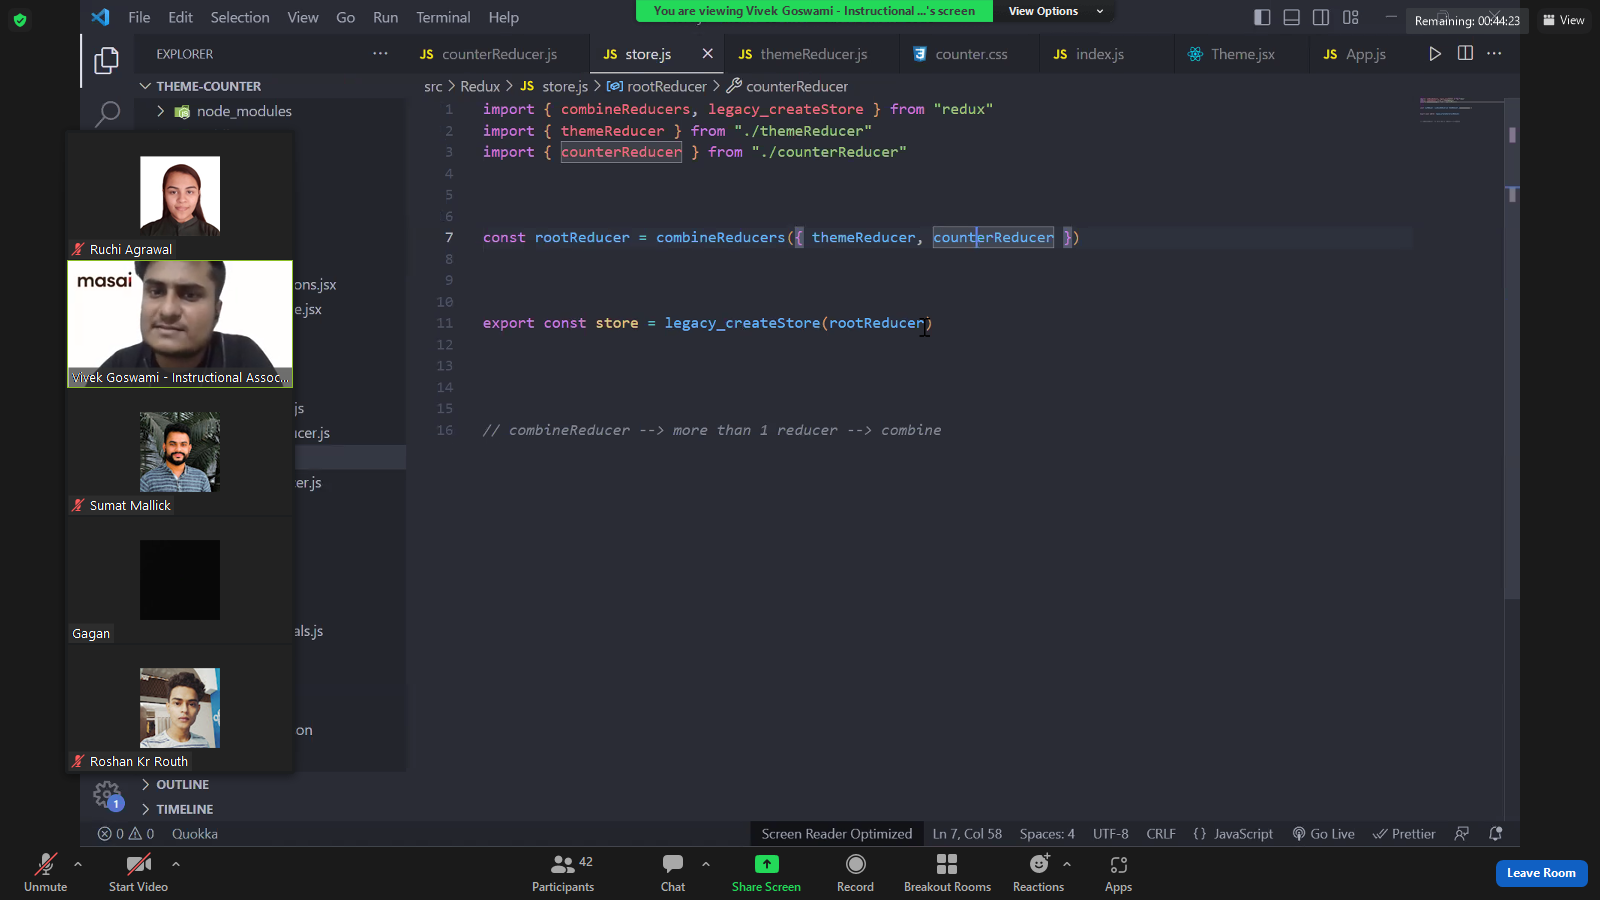 File Edit Selection View Go Run Terminal Help
You are viewing Vivek Goswami - Instructional ...'s screen
View Options
Remaining: 00:44:23
View
EXPLORER
counterReducer.js
store.js
themeReducer.js
counter.css
index.js
Theme.jsx
App.js
THEME-COUNTER
src > Redux > JS store.js > rootReducer > counterReducer
node_modules
1 import { combineReducers, legacy_createStore } from "redux"
2 import { themeReducer } from "./themeReducer"
3 import { counterReducer } from "./counterReducer"
4
5
6
7 const rootReducer = combineReducers({ themeReducer, counterReducer })
8
9
10
11 export const store = legacy_createStore(rootReducer)
12
13
14
15
16 // combineReducer --> more than 1 reducer --> combine
Ruchi Agrawal
masai
Vivek Goswami - Instructional Assoc...
Sumat Mallick
Gagan
Roshan Kr Routh
ons.jsx
e.jsx
js
ucer.js
ter.js
als.js
on
OUTLINE
TIMELINE
1
0 0 Quokka
Screen Reader Optimized
Ln 7, Col 58
Spaces: 4
UTF-8
CRLF
{} JavaScript
Go Live
Prettier
Unmute
Start Video
42
Participants
Chat
Share Screen
Record
Breakout Rooms
Reactions
Apps
Leave Room